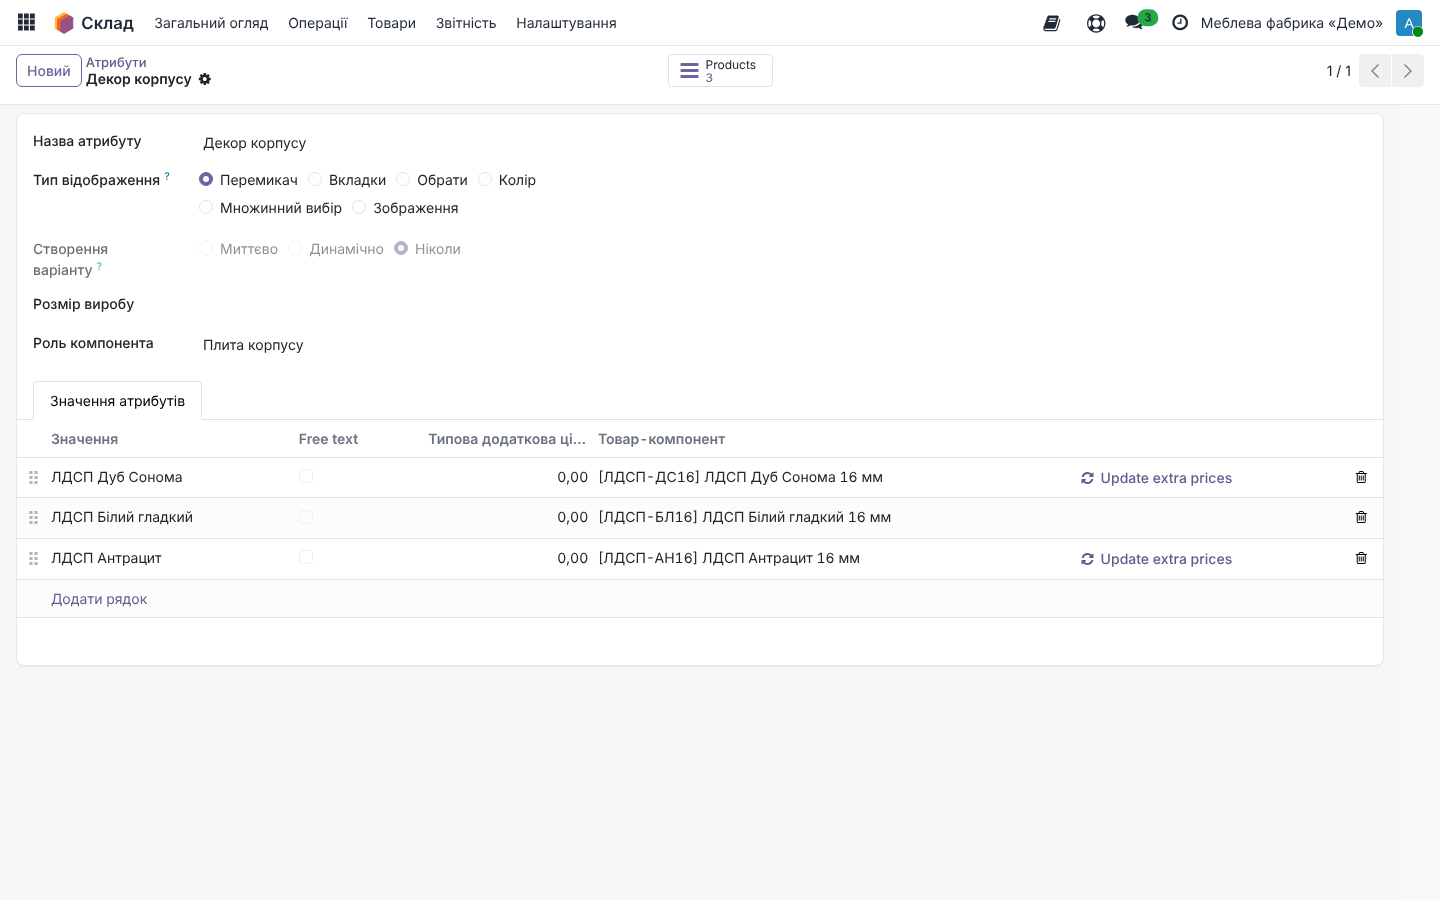 Склад
Загальний огляд
Операції
Товари
Звітність
Налаштування
3
Меблева фабрика «Демо»
A
Новий
Атрибути
Декор корпусу
Products
3
1 / 1
Назва атрибуту
Декор корпусу
Тип відображення ?
Перемикач
Вкладки
Обрати
Колір
Множинний вибір
Зображення
Створення
варіанту ?
Миттєво
Динамічно
Ніколи
Розмір виробу
Роль компонента
Плита корпусу
Значення атрибутів
Значення
Free text
Типова додаткова ці...
Товар-компонент
ЛДСП Дуб Сонома
0,00
[ЛДСП-ДС16] ЛДСП Дуб Сонома 16 мм
Update extra prices
ЛДСП Білий гладкий
0,00
[ЛДСП-БЛ16] ЛДСП Білий гладкий 16 мм
ЛДСП Антрацит
0,00
[ЛДСП-АН16] ЛДСП Антрацит 16 мм
Update extra prices
Додати рядок